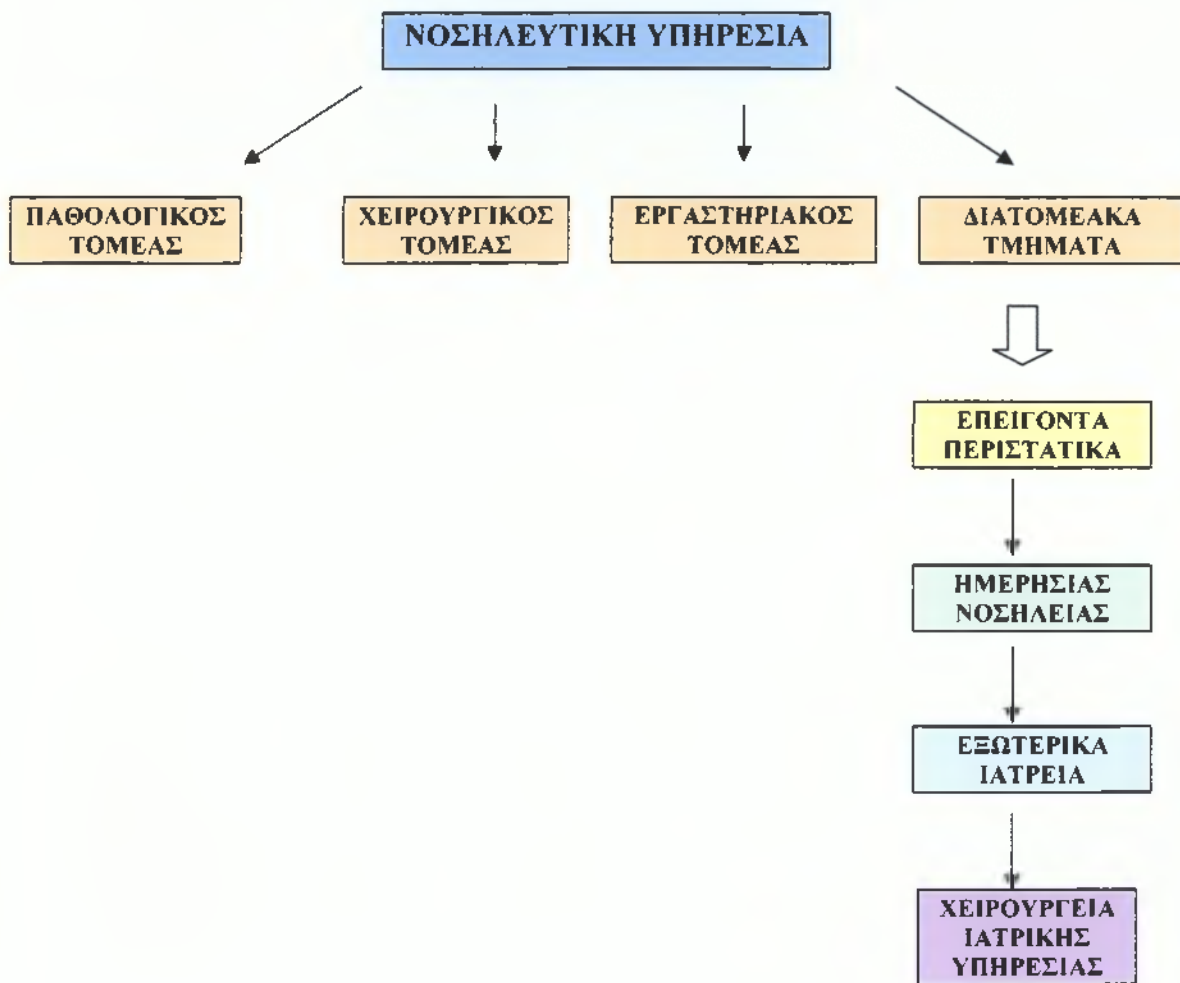 ΝΟΣΗΛΕΥΤΙΚΗ ΥΠΗΡΕΣΙΑ
ΠΑΘΟΛΟΓΙΚΟΣ
ΤΟΜΕΑΣ
ΧΕΙΡΟΥΡΓΙΚΟΣ
ΤΟΜΕΑΣ
ΕΡΓΑΣΤΗΡΙΑΚΟΣ
ΤΟΜΕΑΣ
ΔΙΑΤΟΜΕΑΚΑ
ΤΜΗΜΑΤΑ
ΕΠΕΙΓΟΝΤΑ
ΠΕΡΙΣΤΑΤΙΚΑ
ΗΜΕΡΗΣΙΑΣ
ΝΟΣΗΛΕΙΑΣ
ΕΞΩΤΕΡΙΚΑ
ΙΑΤΡΕΙΑ
ΧΕΙΡΟΥΡΓΕΙΑ
ΙΑΤΡΙΚΗΣ
ΥΠΗΡΕΣΙΑΣ